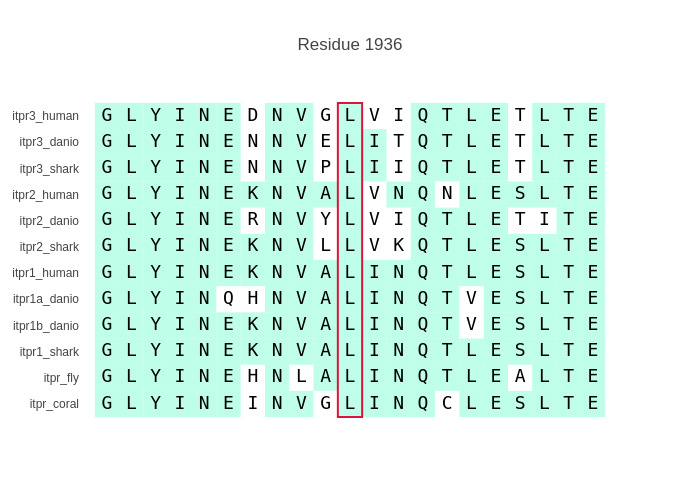 Residue 1936
itpr3_human G L Y I N E D N V G L V I Q T L E T L T E
itpr3_danio G L Y I N E N N V E L I T Q T L E T L T E
itpr3_shark G L Y I N E N N V P L I I Q T L E T L T E
itpr2_human G L Y I N E K N V A L V N Q N L E S L T E
itpr2_danio G L Y I N E R N V Y L V I Q T L E T I T E
itpr2_shark G L Y I N E K N V L L V K Q T L E S L T E
itpr1_human G L Y I N E K N V A L I N Q T L E S L T E
itpr1a_danio G L Y I N Q H N V A L I N Q T V E S L T E
itpr1b_danio G L Y I N E K N V A L I N Q T V E S L T E
itpr1_shark G L Y I N E K N V A L I N Q T L E S L T E
itpr_fly G L Y I N E H N L A L I N Q T L E A L T E
itpr_coral G L Y I N E I N V G L I N Q C L E S L T E